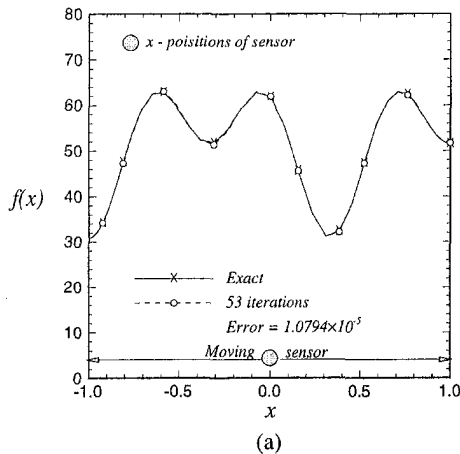 80
x - poisitions of sensor
70
60
50
f(x)
40
30
Exact
20
53 iterations
Error = 1.0794×10⁻⁵
10
Moving sensor
0
-1.0 -0.5 0.0 0.5 1.0
x
(a)